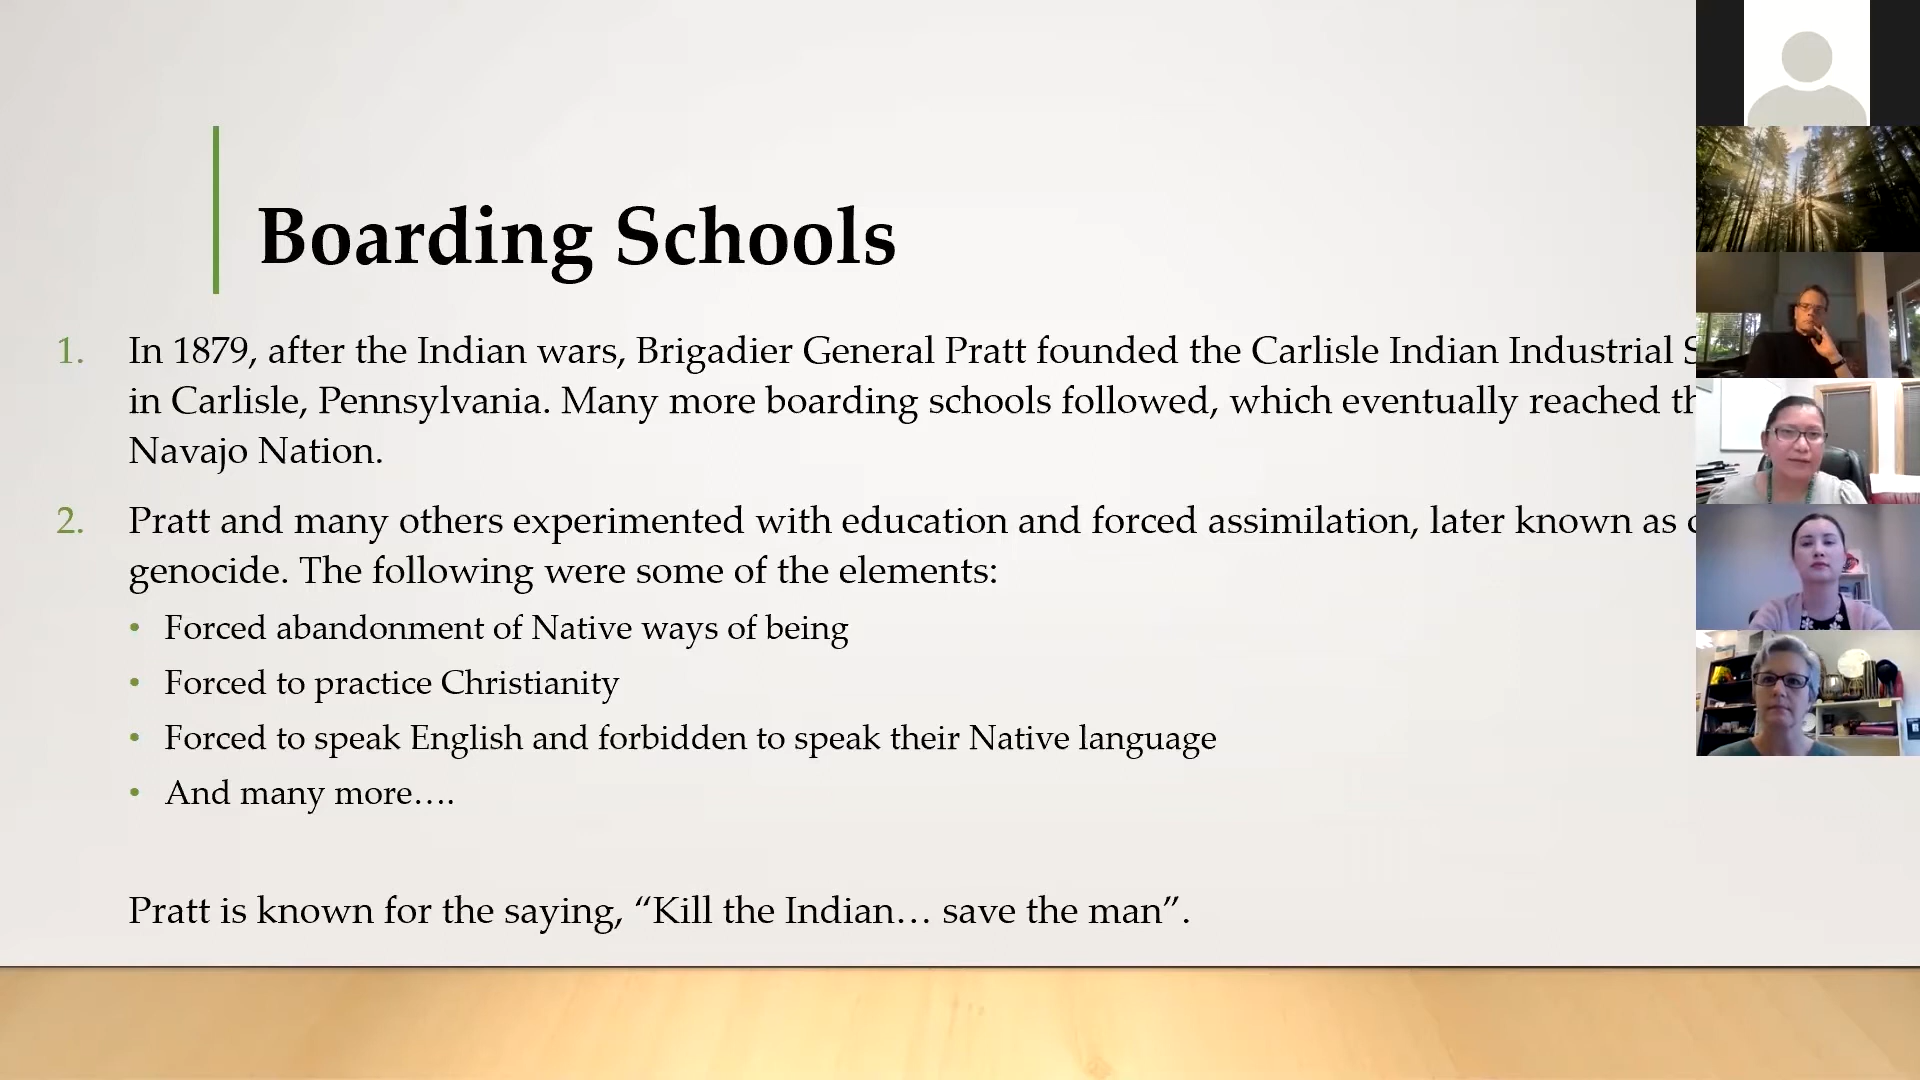 Boarding Schools
1. In 1879, after the Indian wars, Brigadier General Pratt founded the Carlisle Indian Industrial
in Carlisle, Pennsylvania. Many more boarding schools followed, which eventually reached
Navajo Nation.
2. Pratt and many others experimented with education and forced assimilation, later known as
genocide. The following were some of the elements:
• Forced abandonment of Native ways of being
• Forced to practice Christianity
• Forced to speak English and forbidden to speak their Native language
• And many more….
Pratt is known for the saying, “Kill the Indian… save the man”.